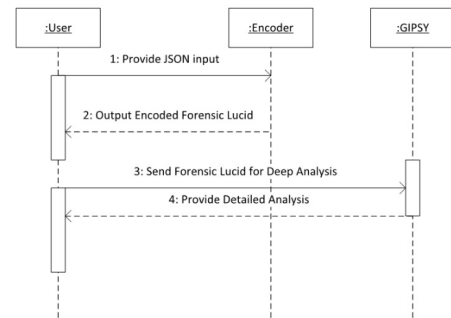 :User
:Encoder
:GIPSY
1: Provide JSON input
2: Output Encoded Forensic Lucid
3: Send Forensic Lucid for Deep Analysis
4: Provide Detailed Analysis